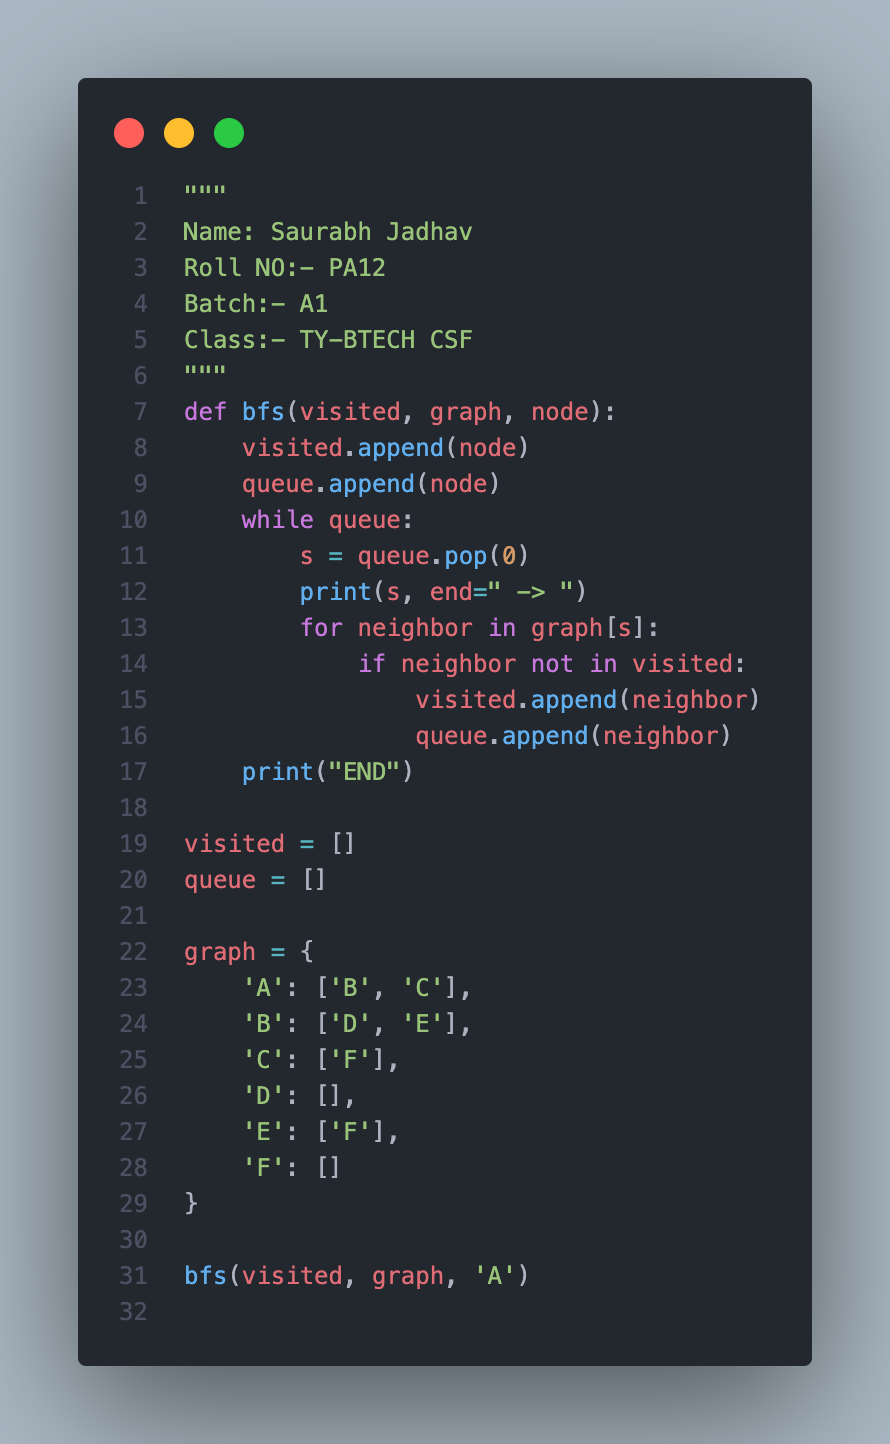 1 """
2 Name: Saurabh Jadhav
3 Roll NO:- PA12
4 Batch:- A1
5 Class:- TY-BTECH CSF
6 """
7 def bfs(visited, graph, node):
8     visited.append(node)
9     queue.append(node)
10     while queue:
11         s = queue.pop(0)
12         print(s, end=" -> ")
13         for neighbor in graph[s]:
14             if neighbor not in visited:
15                 visited.append(neighbor)
16                 queue.append(neighbor)
17     print("END")
18
19 visited = []
20 queue = []
21
22 graph = {
23     'A': ['B', 'C'],
24     'B': ['D', 'E'],
25     'C': ['F'],
26     'D': [],
27     'E': ['F'],
28     'F': []
29 }
30
31 bfs(visited, graph, 'A')
32